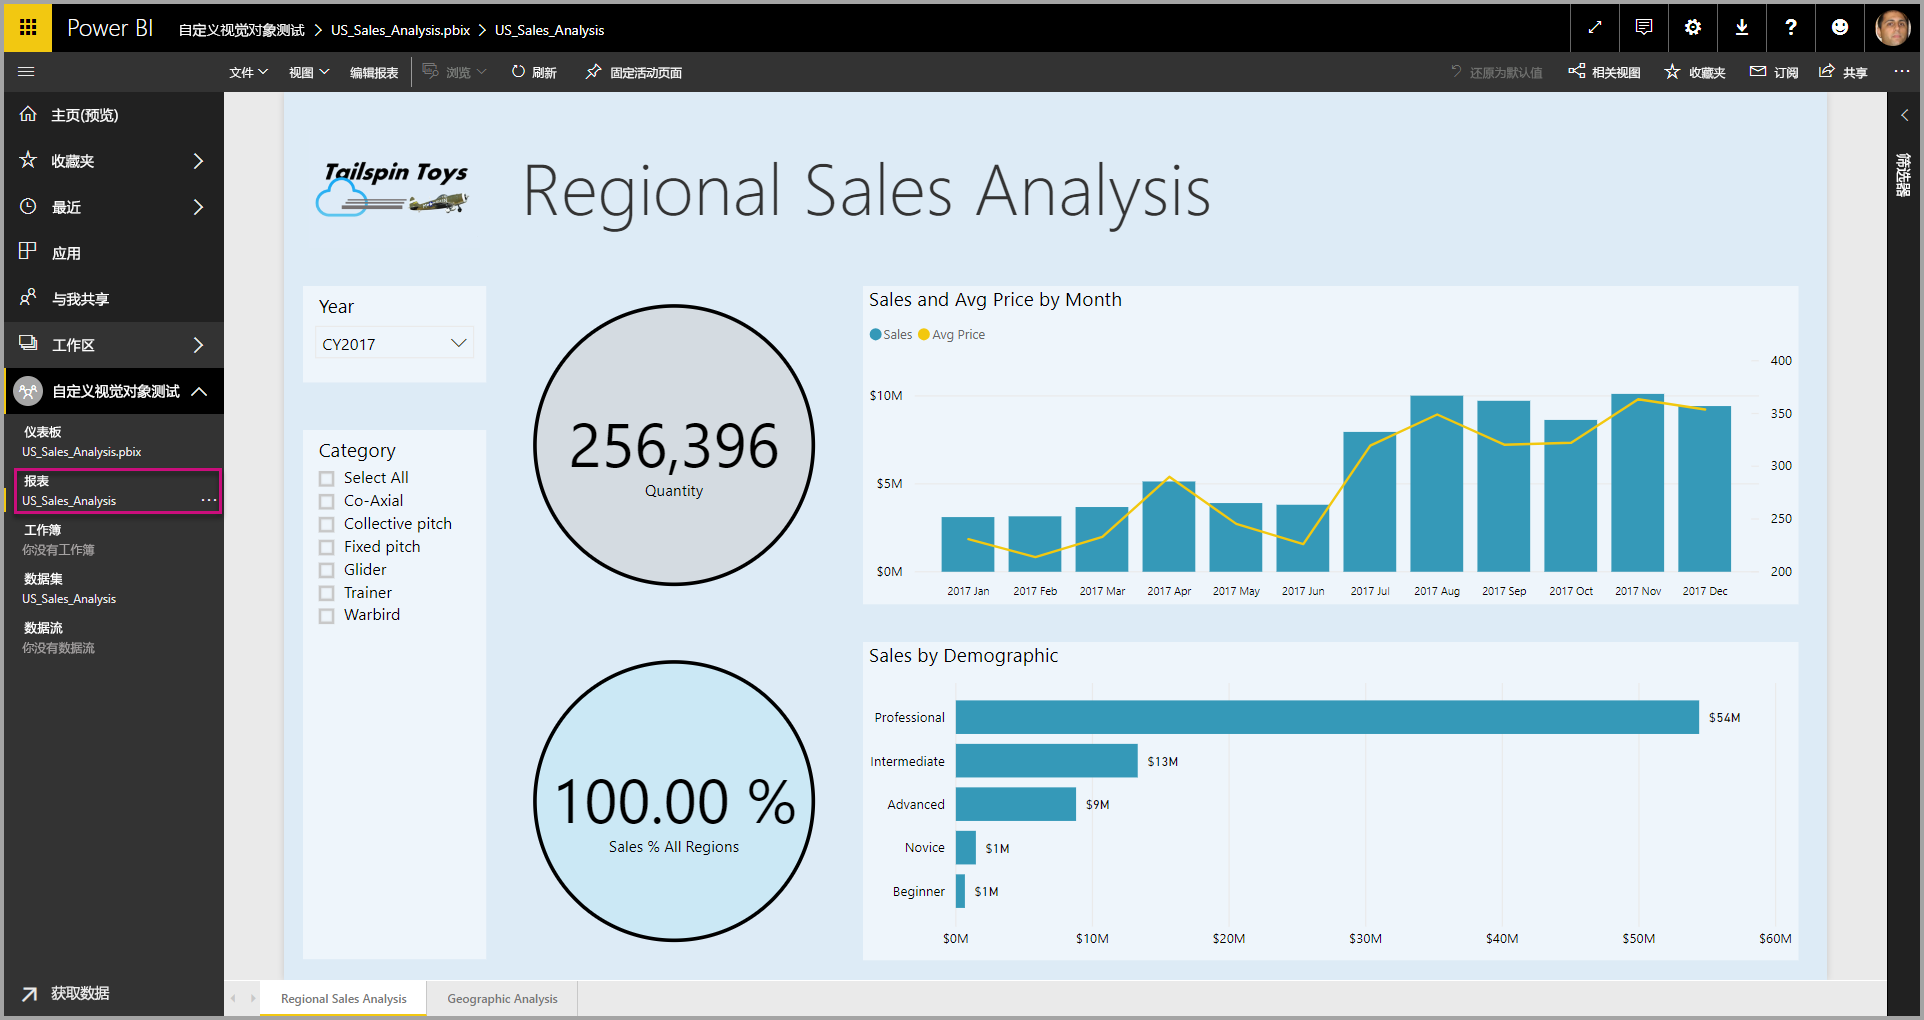 Power BI
自定义视觉对象测试 > US_Sales_Analysis.pbix > US_Sales_Analysis
文件
视图
编辑报表
浏览
刷新
固定活动页面
还原为默认值
相关视图
收藏夹
订阅
共享
主页(预览)
收藏夹
最近
应用
与我共享
工作区
自定义视觉对象测试
仪表板
US_Sales_Analysis.pbix
报表
US_Sales_Analysis
工作簿
你没有工作簿
数据集
US_Sales_Analysis
数据流
你没有数据流
获取数据
筛选器
Tailspin Toys
Regional Sales Analysis
Year
CY2017
Category
Select All
Co-Axial
Collective pitch
Fixed pitch
Glider
Trainer
Warbird
256,396
Quantity
100.00 %
Sales % All Regions
Sales and Avg Price by Month
Sales Avg Price
$10M
$5M
$0M
400
350
300
250
200
2017 Jan 2017 Feb 2017 Mar 2017 Apr 2017 May 2017 Jun 2017 Jul 2017 Aug 2017 Sep 2017 Oct 2017 Nov 2017 Dec
Sales by Demographic
Professional $54M
Intermediate $13M
Advanced $9M
Novice $1M
Beginner $1M
$0M $10M $20M $30M $40M $50M $60M
Regional Sales Analysis
Geographic Analysis